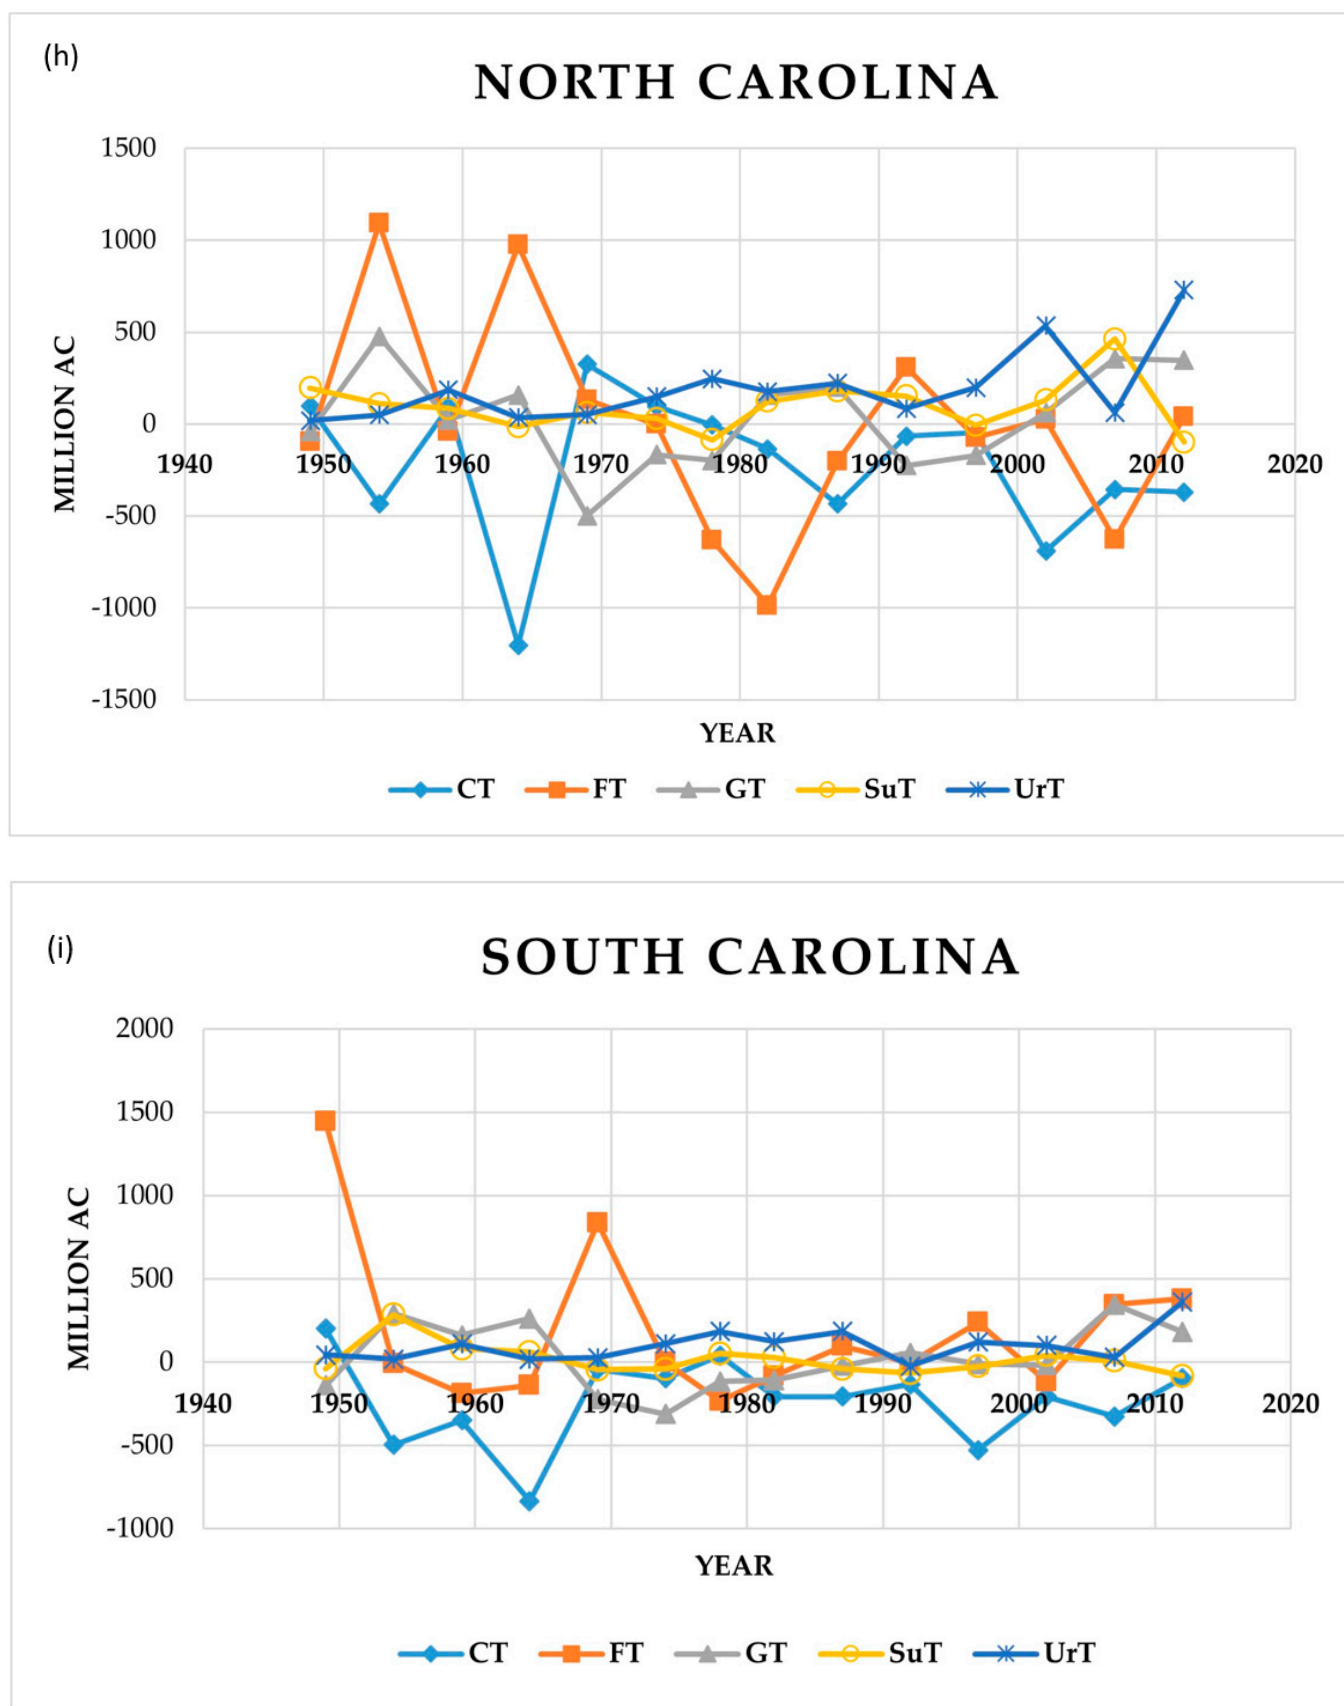 (h)
NORTH CAROLINA
1500
1000
500
0
-500
-1000
-1500
MILLION AC
1940 1950 1960 1970 1980 1990 2000 2010 2020
YEAR
CT FT GT SuT UrT
(i)
SOUTH CAROLINA
2000
1500
1000
500
0
-500
-1000
MILLION AC
1940 1950 1960 1970 1980 1990 2000 2010 2020
YEAR
CT FT GT SuT UrT